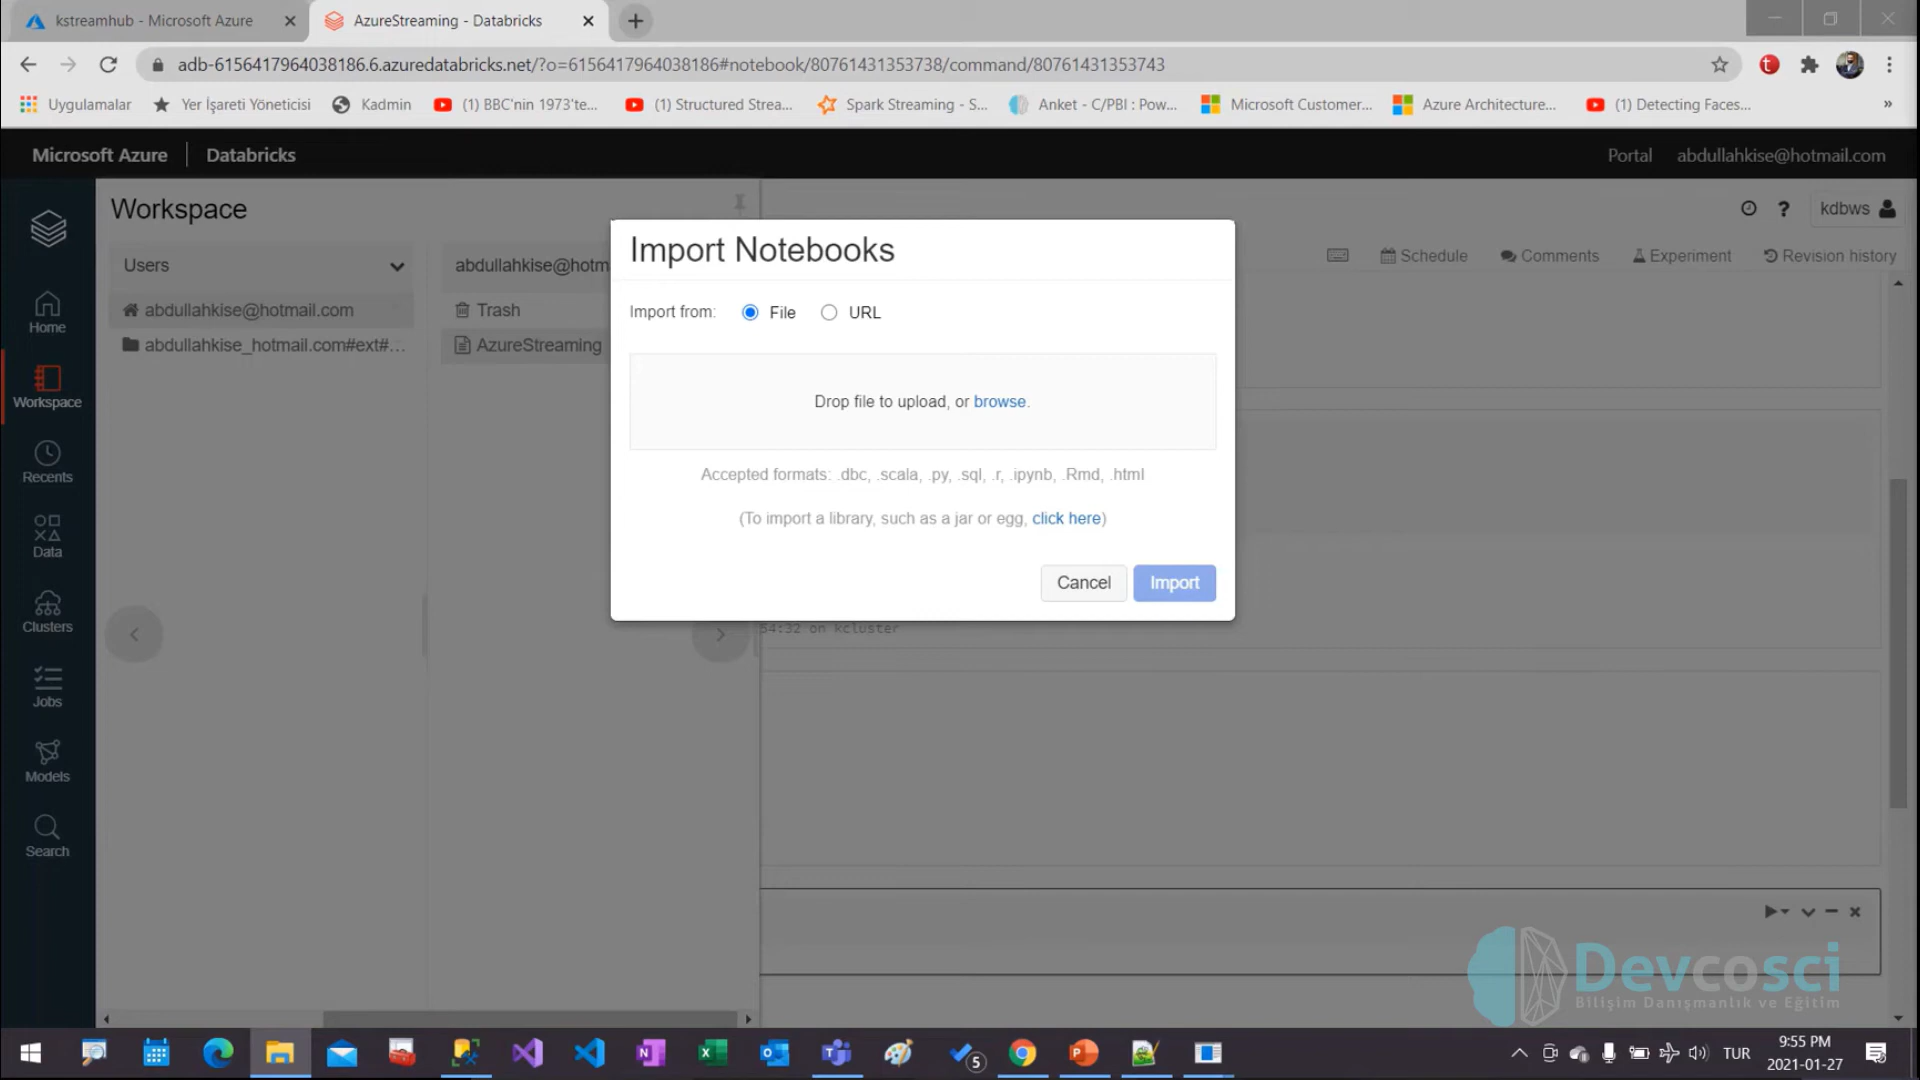 kstreamhub - Microsoft Azure
AzureStreaming - Databricks
adb-6156417964038186.6.azuredatabricks.net/?o=6156417964038186#notebook/80761431353738/command/80761431353743
Uygulamalar
Yer İşareti Yöneticisi
Kadmin
(1) BBC'nin 1973'te...
(1) Structured Strea...
Spark Streaming - S...
Anket - C/PBI : Pow...
Microsoft Customer...
Azure Architecture...
(1) Detecting Faces...
»
Microsoft Azure | Databricks
Portal
abdullahkise@hotmail.com
Workspace
? kdbws
Users
abdullahkise@hotm
Schedule
Comments
Experiment
Revision history
abdullahkise@hotmail.com
Trash
abdullahkise_hotmail.com#ext#...
AzureStreaming
Home
Workspace
Recents
Data
Clusters
Jobs
Models
Search
Import Notebooks
Import from: File URL
Drop file to upload, or browse.
Accepted formats: .dbc, .scala, .py, .sql, .r, .ipynb, .Rmd, .html
(To import a library, such as a jar or egg, click here)
Cancel
Import
54:32 on kcluster
Devcosci
Bilişim Danışmanlık ve Eğitim
5
TUR
9:55 PM
2021-01-27